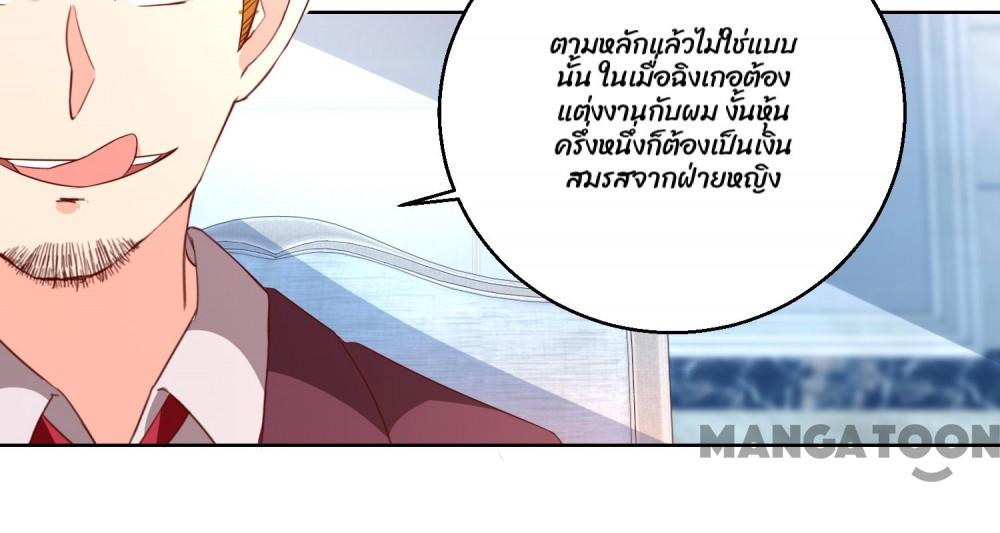 ตามหลักแล้วไม่ใช่แบบ
นั้น ในเมื่อฉิงเกอต้อง
แต่งงานกับผม งั้นหุ้น
ครึ่งหนึ่งก็ต้องเป็นเงิน
สมรสจากฝ่ายหญิง
MANGATOON